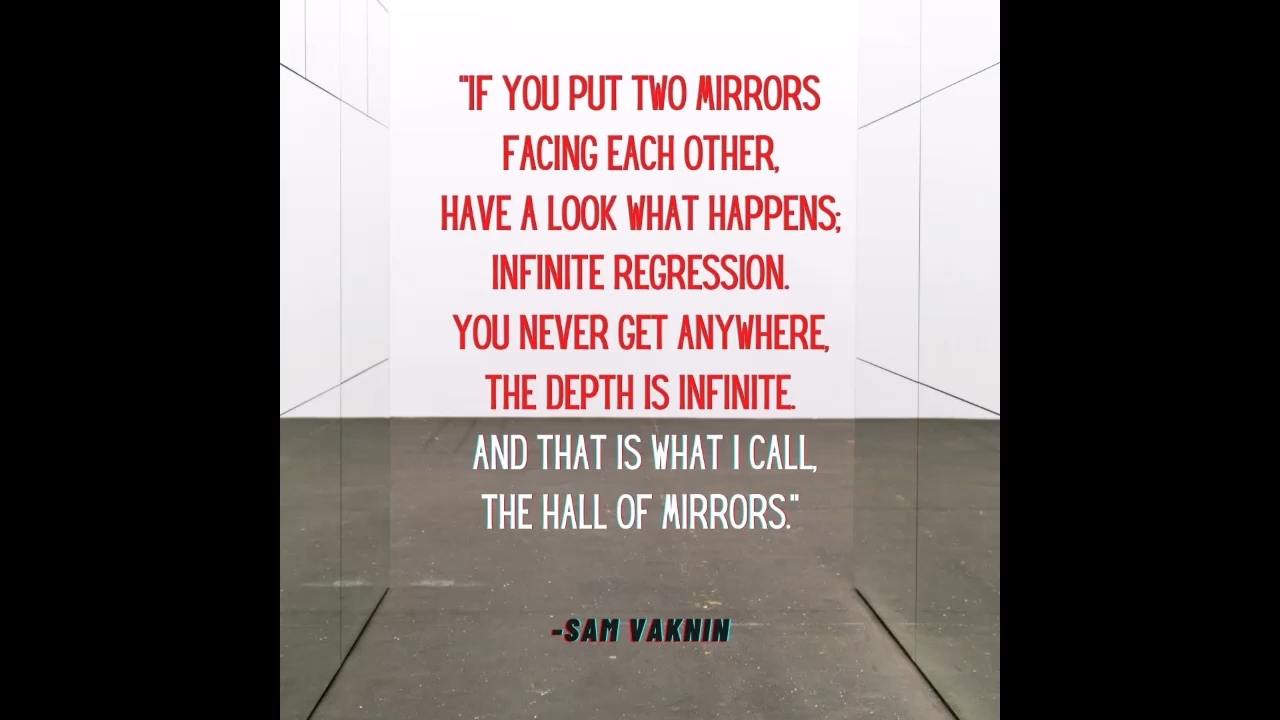 "IF YOU PUT TWO MIRRORS
FACING EACH OTHER,
HAVE A LOOK WHAT HAPPENS;
INFINITE REGRESSION.
YOU NEVER GET ANYWHERE,
THE DEPTH IS INFINITE.
AND THAT IS WHAT I CALL,
THE HALL OF MIRRORS."
-SAM VAKNIN